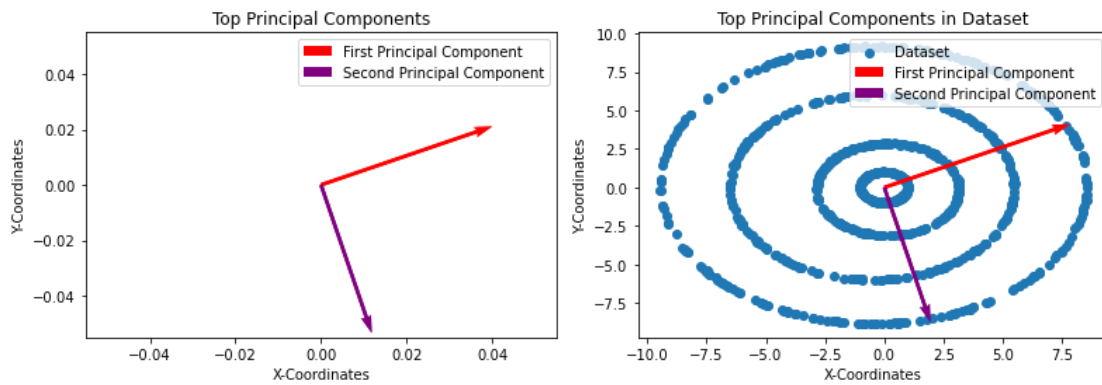 Top Principal Components
First Principal Component
Second Principal Component
0.04
0.02
0.00
−0.02
−0.04
Y-Coordinates
−0.04
−0.02
0.00
0.02
0.04
X-Coordinates
Top Principal Components in Dataset
Dataset
First Principal Component
Second Principal Component
10.0
7.5
5.0
2.5
0.0
−2.5
−5.0
−7.5
Y-Coordinates
−10.0
−7.5
−5.0
−2.5
0.0
2.5
5.0
7.5
X-Coordinates